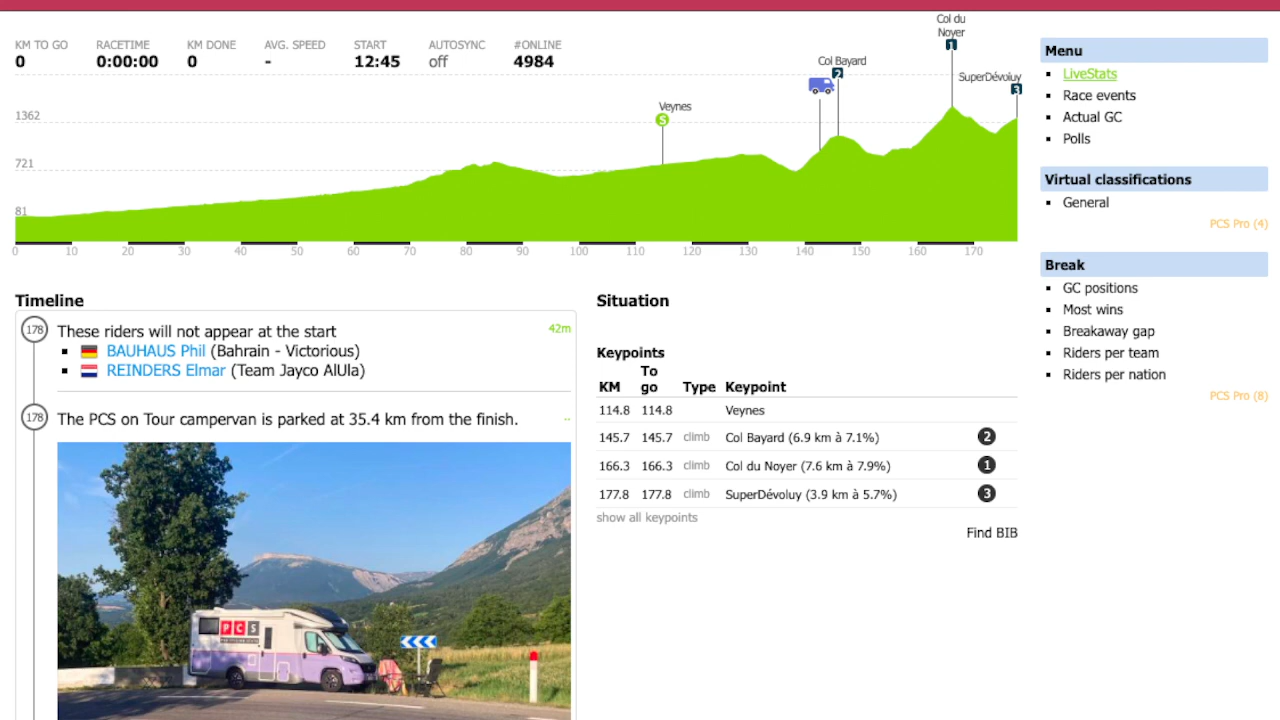 Col du
Noyer
1
KM TO GO RACETIME KM DONE AVG. SPEED START AUTOSYNC #ONLINE
0 0:00:00 0 - 12:45 off 4984
Col Bayard
2
SuperDévoluy
3
Veynes
S
1362
721
81
0 10 20 30 40 50 60 70 80 90 100 110 120 130 140 150 160 170
Menu
LiveStats
Race events
Actual GC
Polls
Virtual classifications
General
PCS Pro (4)
Break
GC positions
Most wins
Breakaway gap
Riders per team
Riders per nation
PCS Pro (8)
Timeline
178 These riders will not appear at the start 42m
BAUHAUS Phil (Bahrain - Victorious)
REINDERS Elmar (Team Jayco AlUla)
178 The PCS on Tour campervan is parked at 35.4 km from the finish. --
PCS
Situation
Keypoints
KM To go Type Keypoint
114.8 114.8 Veynes
145.7 145.7 climb Col Bayard (6.9 km à 7.1%) 2
166.3 166.3 climb Col du Noyer (7.6 km à 7.9%) 1
177.8 177.8 climb SuperDévoluy (3.9 km à 5.7%) 3
show all keypoints
Find BIB